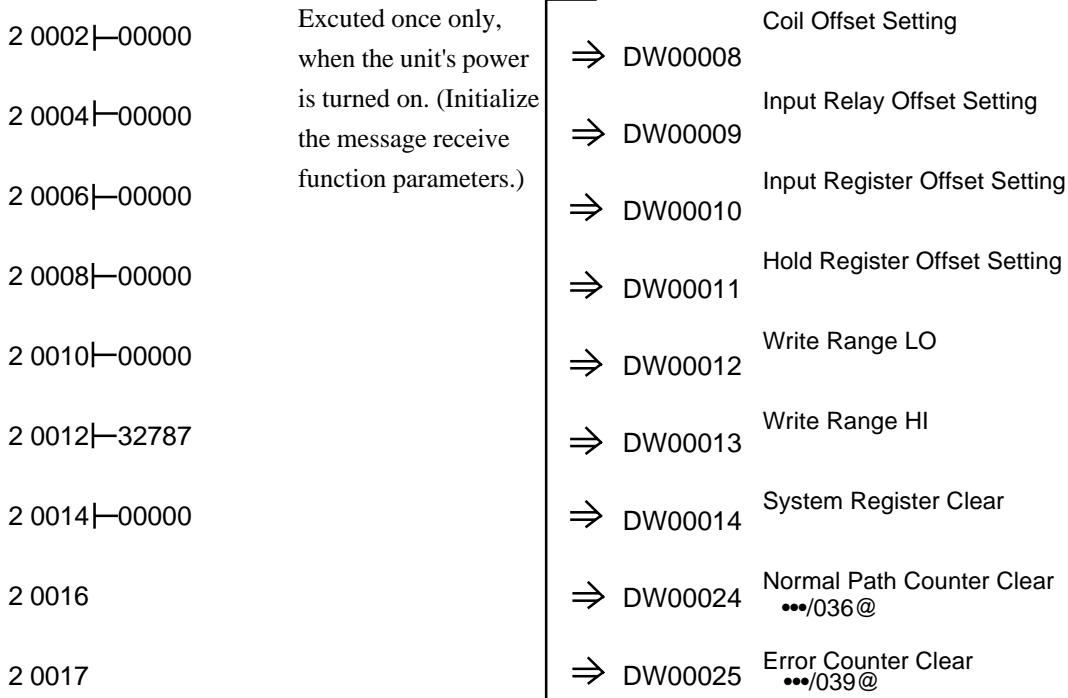 2 0002├─00000 ⇒ DW00008 Coil Offset Setting
Excuted once only,
when the unit's power
is turned on. (Initialize
the message receive
function parameters.)
2 0004├─00000 ⇒ DW00009 Input Relay Offset Setting
2 0006├─00000 ⇒ DW00010 Input Register Offset Setting
2 0008├─00000 ⇒ DW00011 Hold Register Offset Setting
2 0010├─00000 ⇒ DW00012 Write Range LO
2 0012├─32787 ⇒ DW00013 Write Range HI
2 0014├─00000 ⇒ DW00014 System Register Clear
2 0016 ⇒ DW00024 Normal Path Counter Clear
•••/036@
2 0017 ⇒ DW00025 Error Counter Clear
•••/039@